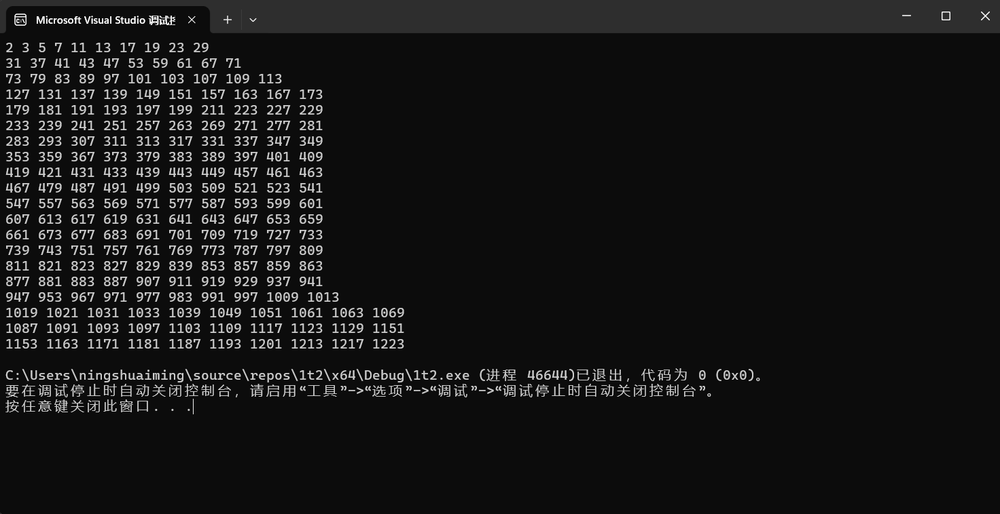 Microsoft Visual Studio 调试
2 3 5 7 11 13 17 19 23 29
31 37 41 43 47 53 59 61 67 71
73 79 83 89 97 101 103 107 109 113
127 131 137 139 149 151 157 163 167 173
179 181 191 193 197 199 211 223 227 229
233 239 241 251 257 263 269 271 277 281
283 293 307 311 313 317 331 337 347 349
353 359 367 373 379 383 389 397 401 409
419 421 431 433 439 443 449 457 461 463
467 479 487 491 499 503 509 521 523 541
547 557 563 569 571 577 587 593 599 601
607 613 617 619 631 641 643 647 653 659
661 673 677 683 691 701 709 719 727 733
739 743 751 757 761 769 773 787 797 809
811 821 823 827 829 839 853 857 859 863
877 881 883 887 907 911 919 929 937 941
947 953 967 971 977 983 991 997 1009 1013
1019 1021 1031 1033 1039 1049 1051 1061 1063 1069
1087 1091 1093 1097 1103 1109 1117 1123 1129 1151
1153 1163 1171 1181 1187 1193 1201 1213 1217 1223
C:\Users\ningshuaiming\source\repos\1t2\x64\Debug\1t2.exe (进程 46644)已退出，代码为 0 (0x0)。
要在调试停止时自动关闭控制台，请启用“工具”->“选项”->“调试”->“调试停止时自动关闭控制台”。
按任意键关闭此窗口. . .